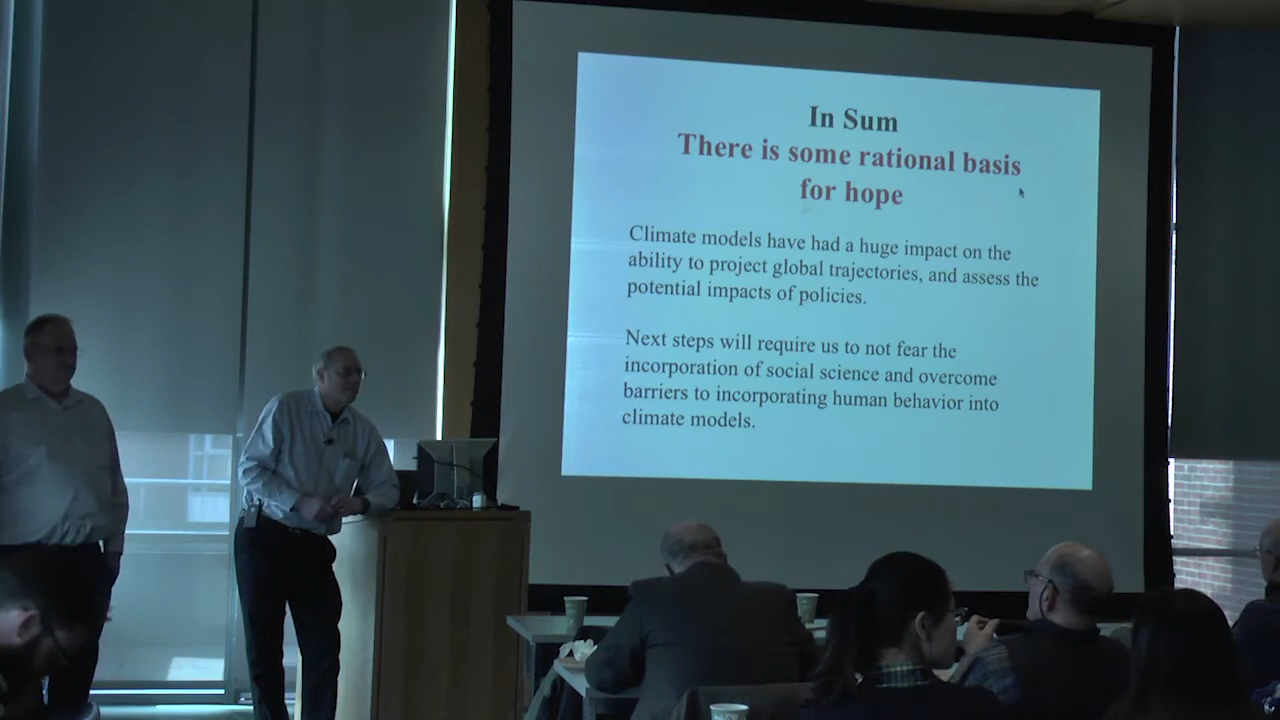 In Sum
There is some rational basis
for hope
Climate models have had a huge impact on the
ability to project global trajectories, and assess the
potential impacts of policies.
Next steps will require us to not fear the
incorporation of social science and overcome
barriers to incorporating human behavior into
climate models.